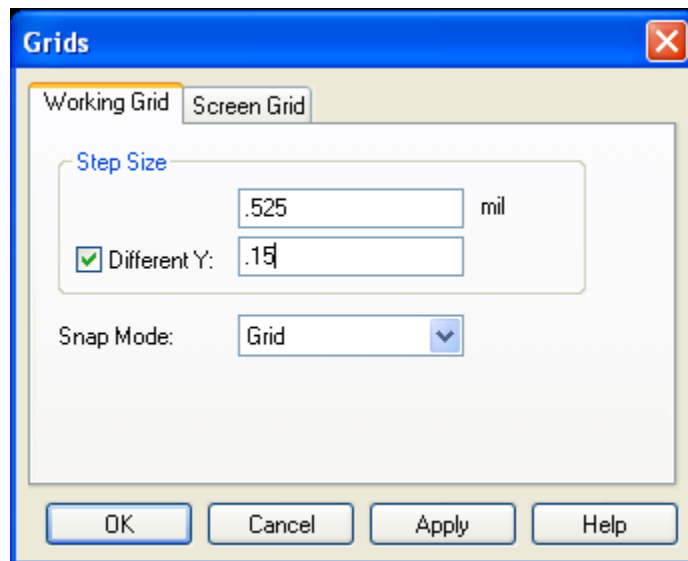 Grids
Working Grid Screen Grid
Step Size
.525 mil
Different Y: .15
Snap Mode: Grid
OK Cancel Apply Help